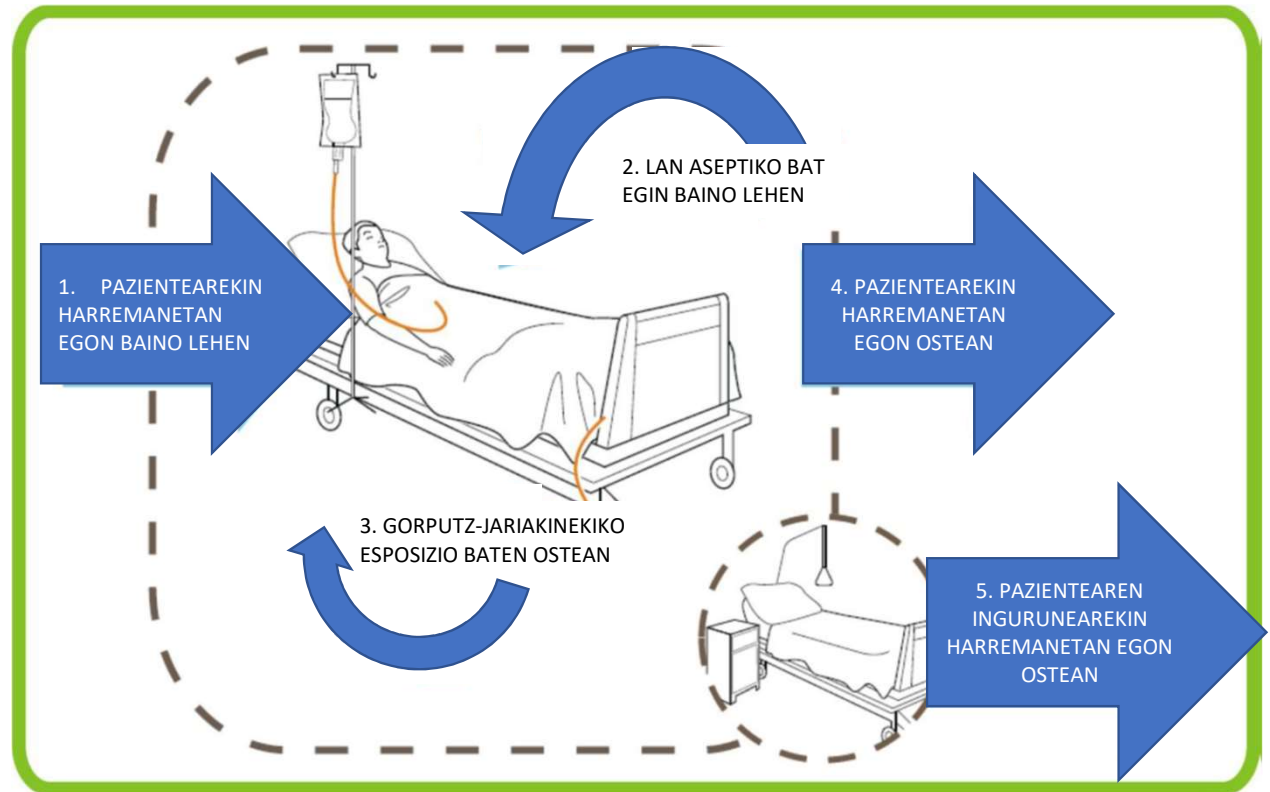 1. PAZIENTEAREKIN
HARREMANETAN
EGON BAINO LEHEN
2. LAN ASEPTIKO BAT
EGIN BAINO LEHEN
3. GORPUTZ-JARIAKINEKIKO
ESPOSIZIO BATEN OSTEAN
4. PAZIENTEAREKIN
HARREMANETAN
EGON OSTEAN
5. PAZIENTEAREN
INGURUNEAREKIN
HARREMANETAN EGON
OSTEAN